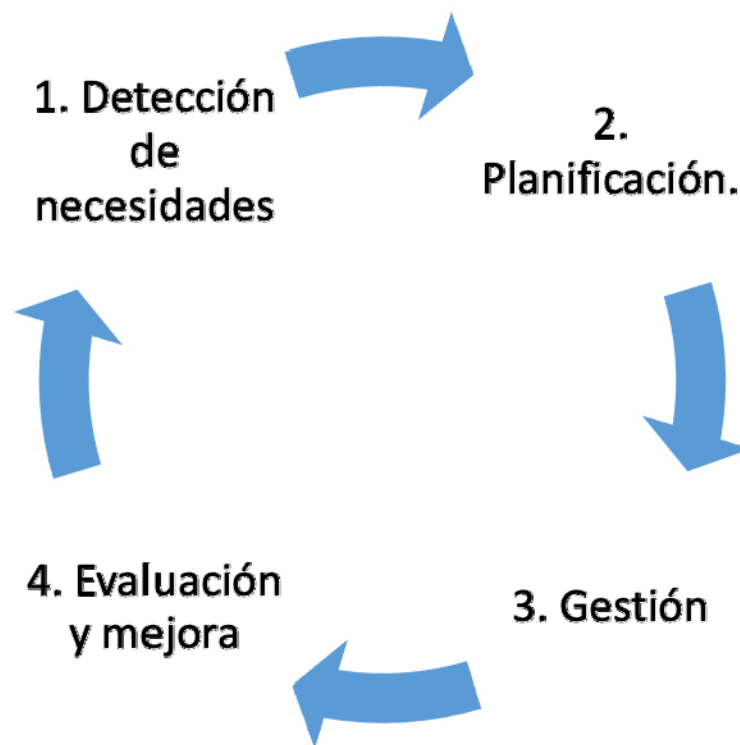 1. Detección
de
necesidades
2.
Planificación.
3. Gestión
4. Evaluación
y mejora